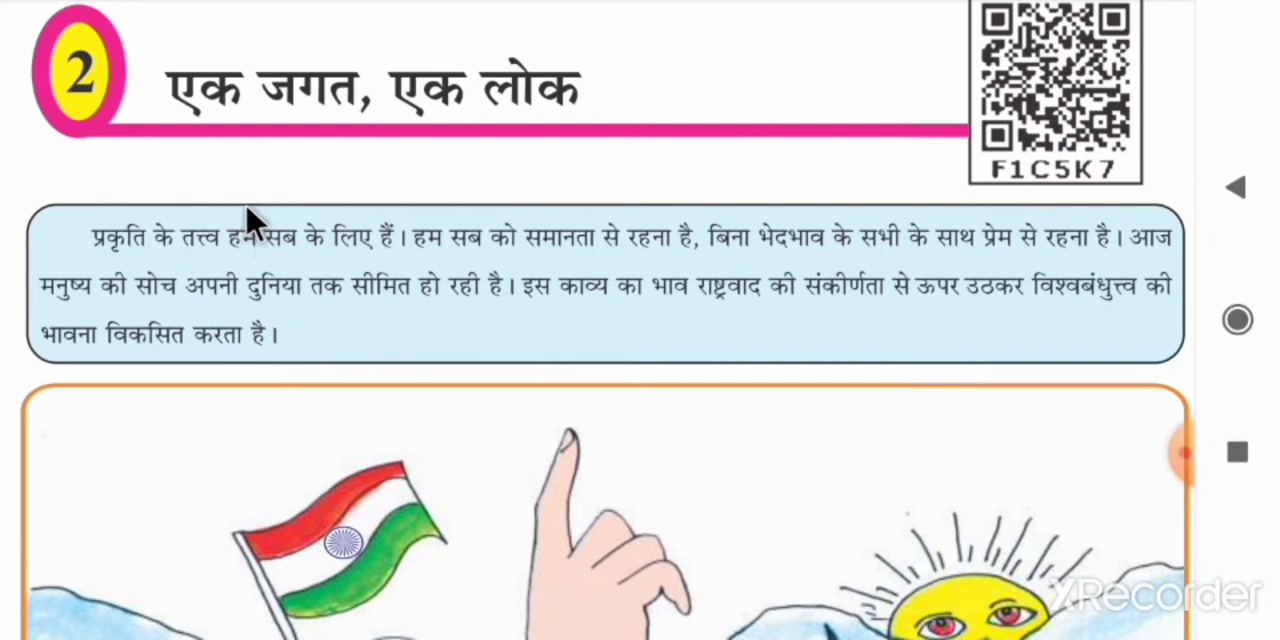 2
एक जगत, एक लोक
F1C5K7
प्रकृति के तत्त्व हम सब के लिए हैं। हम सब को समानता से रहना है, बिना भेदभाव के सभी के साथ प्रेम से रहना है। आज
मनुष्य की सोच अपनी दुनिया तक सीमित हो रही है। इस काव्य का भाव राष्ट्रवाद की संकीर्णता से ऊपर उठकर विश्वबंधुत्त्व की
भावना विकसित करता है।
XRecorder